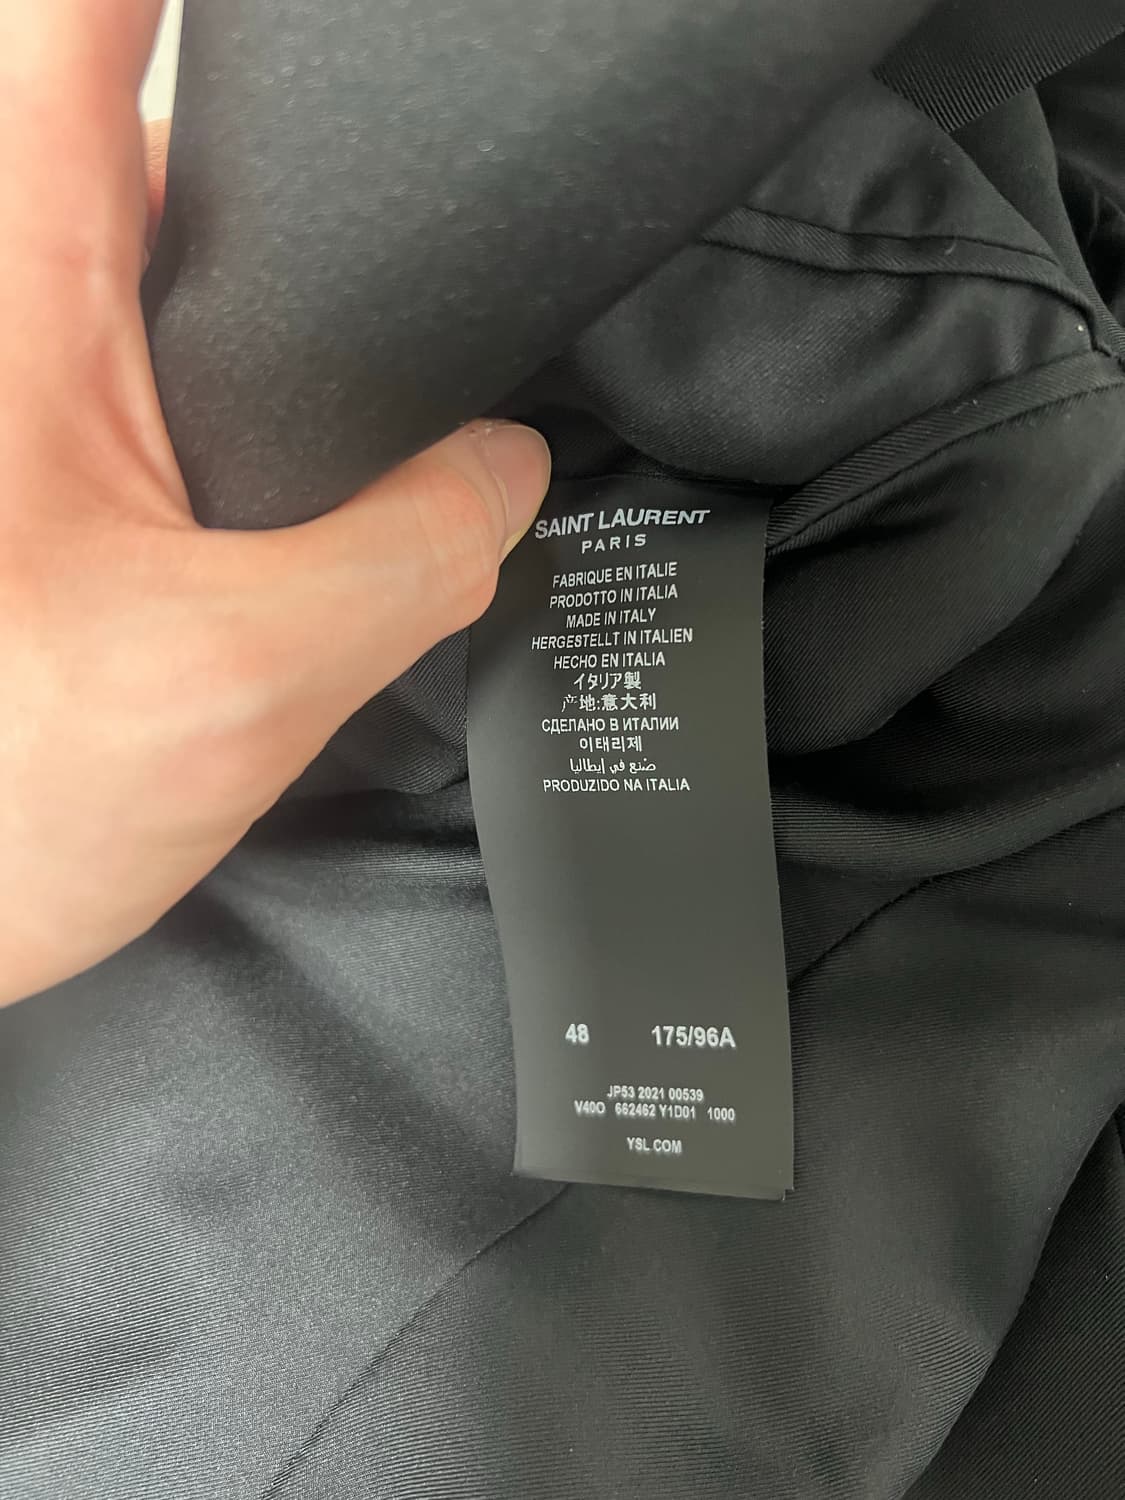 SAINT LAURENT
PARIS
FABRIQUE EN ITALIE
PRODOTTO IN ITALIA
MADE IN ITALY
HERGESTELLT IN ITALIEN
HECHO EN ITALIA
イタリア製
产地:意大利
СДЕЛАНО В ИТАЛИИ
이태리제
صنع في إيطاليا
PRODUZIDO NA ITALIA
48 175/96A
JP53 2021 00539
V40O 662462 Y1D01 1000
YSL.COM